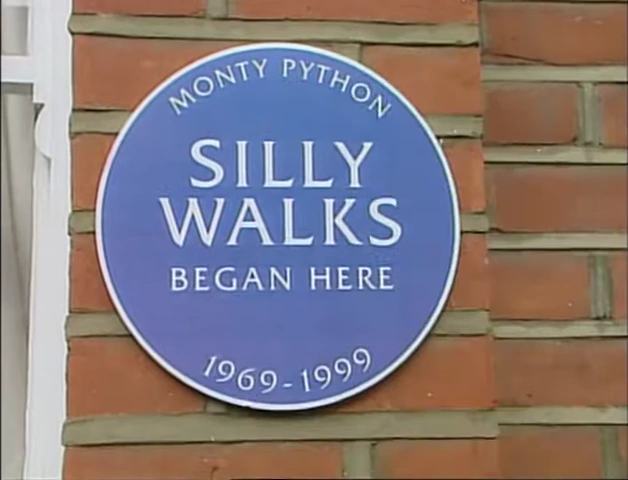 MONTY PYTHON
SILLY
WALKS
BEGAN HERE
1969-1999